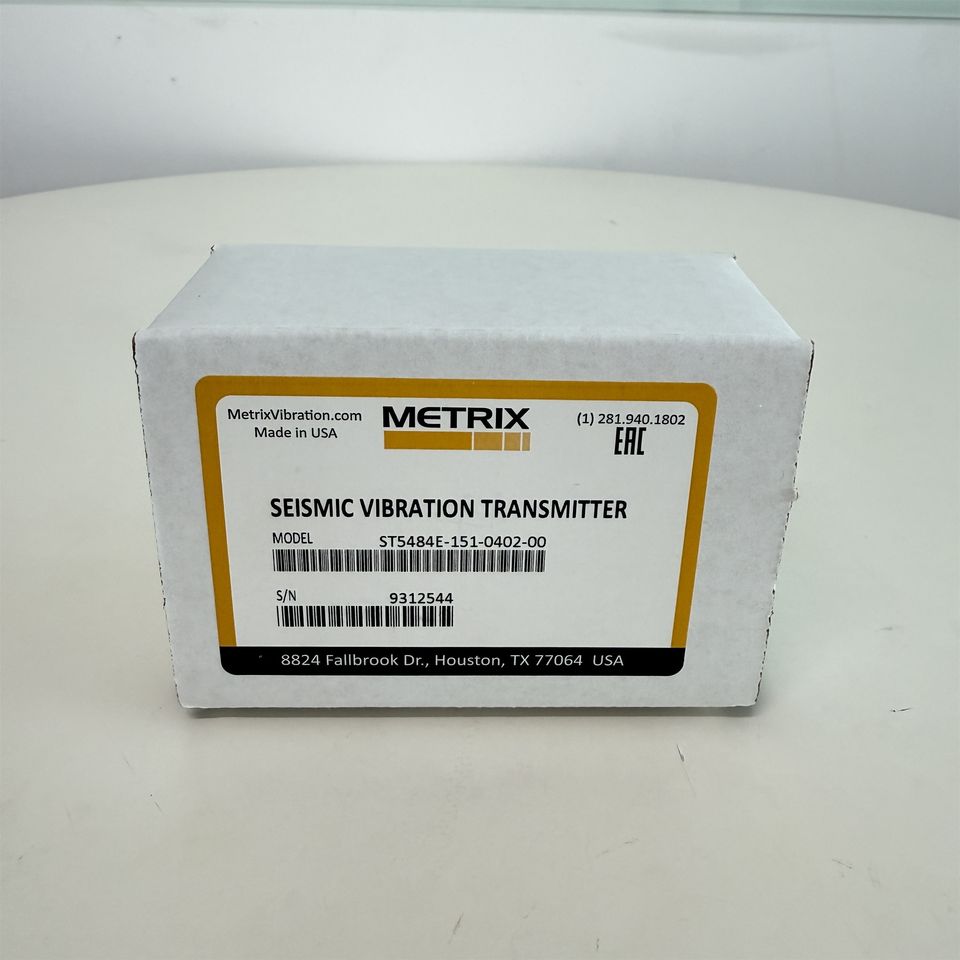 MetrixVibration.com
Made in USA
METRIX
(1) 281.940.1802
EAC
SEISMIC VIBRATION TRANSMITTER
MODEL ST5484E-151-0402-00
S/N 9312544
8824 Fallbrook Dr., Houston, TX 77064 USA